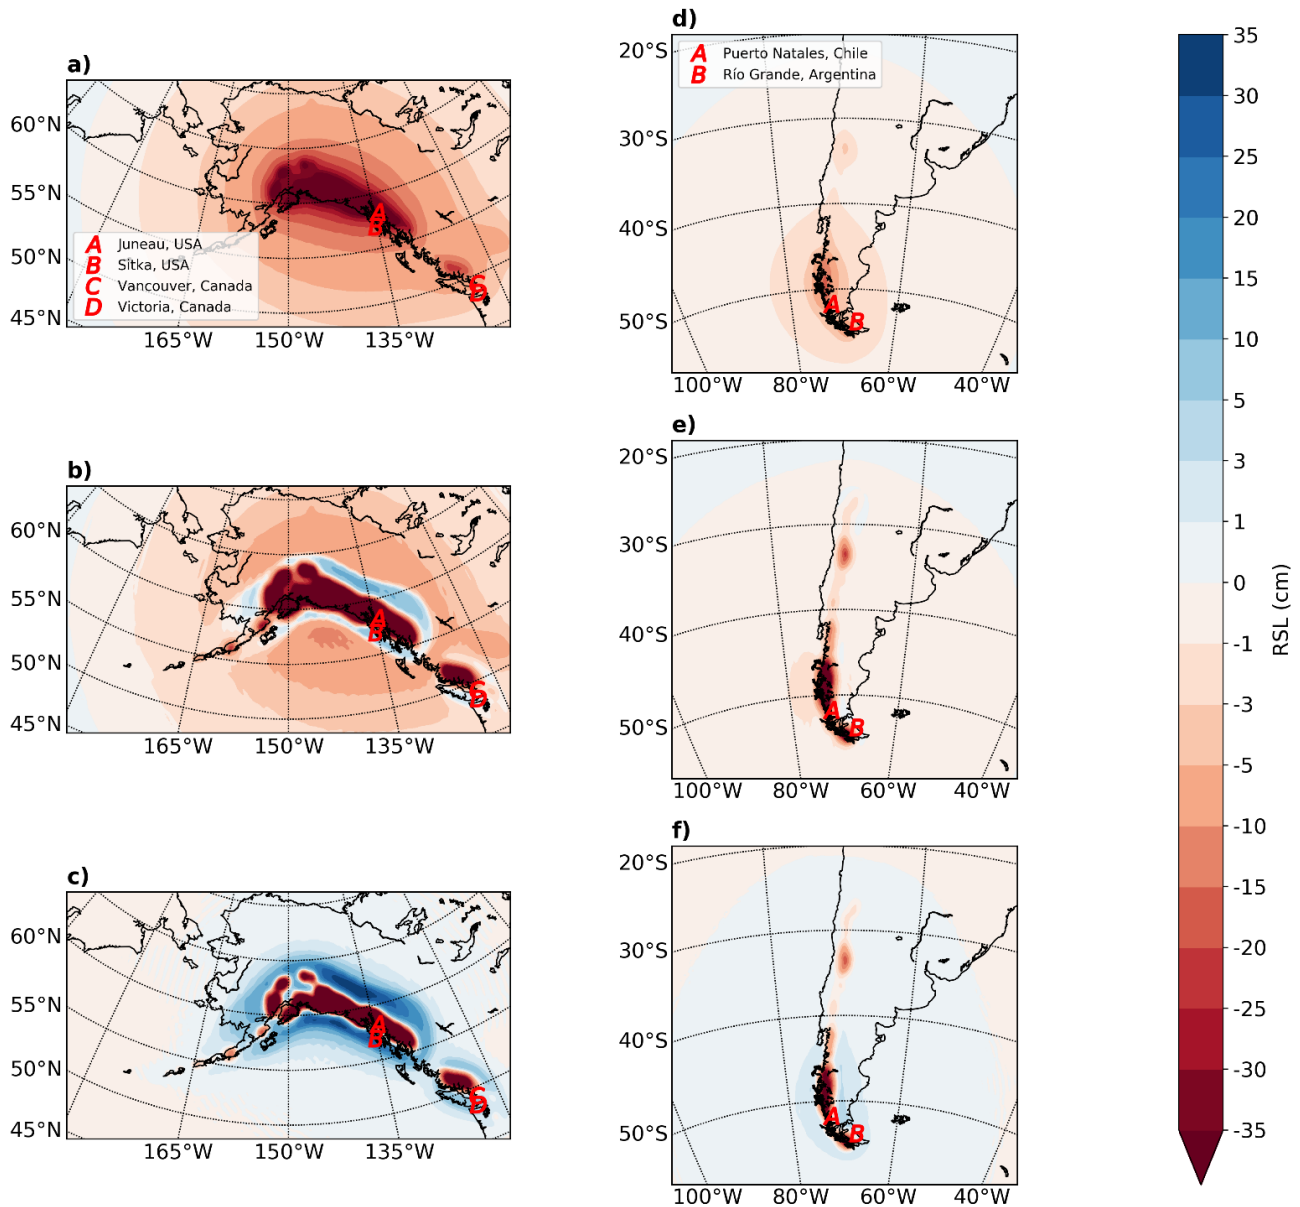 a)
60°N
55°N
50°N
45°N
A Juneau, USA
B Sitka, USA
C Vancouver, Canada
D Victoria, Canada
A
B
C
D
165°W 150°W 135°W
b)
60°N
55°N
50°N
45°N
A
B
C
D
165°W 150°W 135°W
c)
60°N
55°N
50°N
45°N
A
B
C
D
165°W 150°W 135°W
d)
A Puerto Natales, Chile
B Río Grande, Argentina
20°S
30°S
40°S
50°S
A
B
100°W 80°W 60°W 40°W
e)
20°S
30°S
40°S
50°S
A
B
100°W 80°W 60°W 40°W
f)
20°S
30°S
40°S
50°S
A
B
100°W 80°W 60°W 40°W
35
30
25
20
15
10
5
3
1
0
-1
-3
-5
-10
-15
-20
-25
-30
-35
RSL (cm)